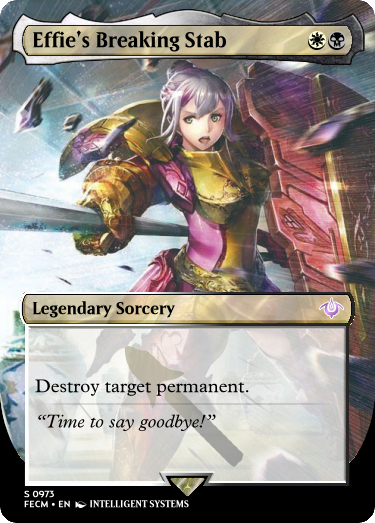 Effie's Breaking Stab
Legendary Sorcery
Destroy target permanent.
“Time to say goodbye!”
S 0973
FECM • EN INTELLIGENT SYSTEMS